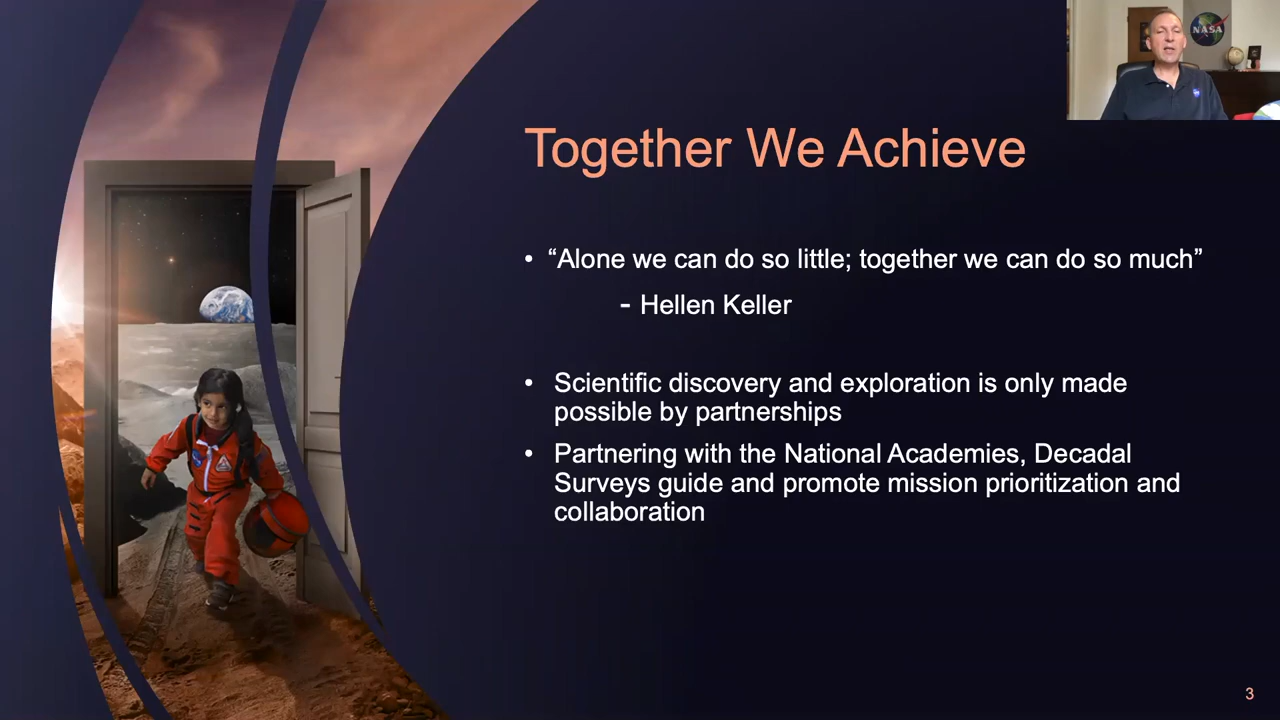 NASA
Together We Achieve
• “Alone we can do so little; together we can do so much”
- Hellen Keller
• Scientific discovery and exploration is only made
possible by partnerships
• Partnering with the National Academies, Decadal
Surveys guide and promote mission prioritization and
collaboration
3